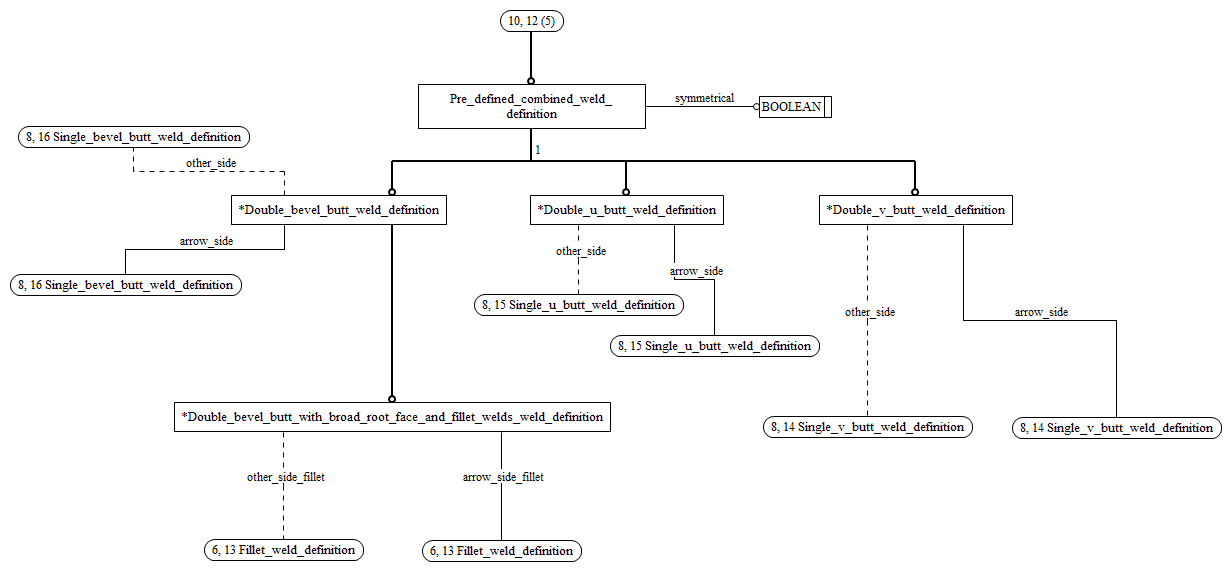 10, 12 (5)
Pre_defined_combined_weld_
definition
symmetrical
BOOLEAN
1
8, 16 Single_bevel_butt_weld_definition
other_side
*Double_bevel_butt_weld_definition
*Double_u_butt_weld_definition
*Double_v_butt_weld_definition
arrow_side
other_side
arrow_side
8, 16 Single_bevel_butt_weld_definition
8, 15 Single_u_butt_weld_definition
other_side
arrow_side
8, 15 Single_u_butt_weld_definition
*Double_bevel_butt_with_broad_root_face_and_fillet_welds_weld_definition
8, 14 Single_v_butt_weld_definition
8, 14 Single_v_butt_weld_definition
other_side_fillet
arrow_side_fillet
6, 13 Fillet_weld_definition
6, 13 Fillet_weld_definition